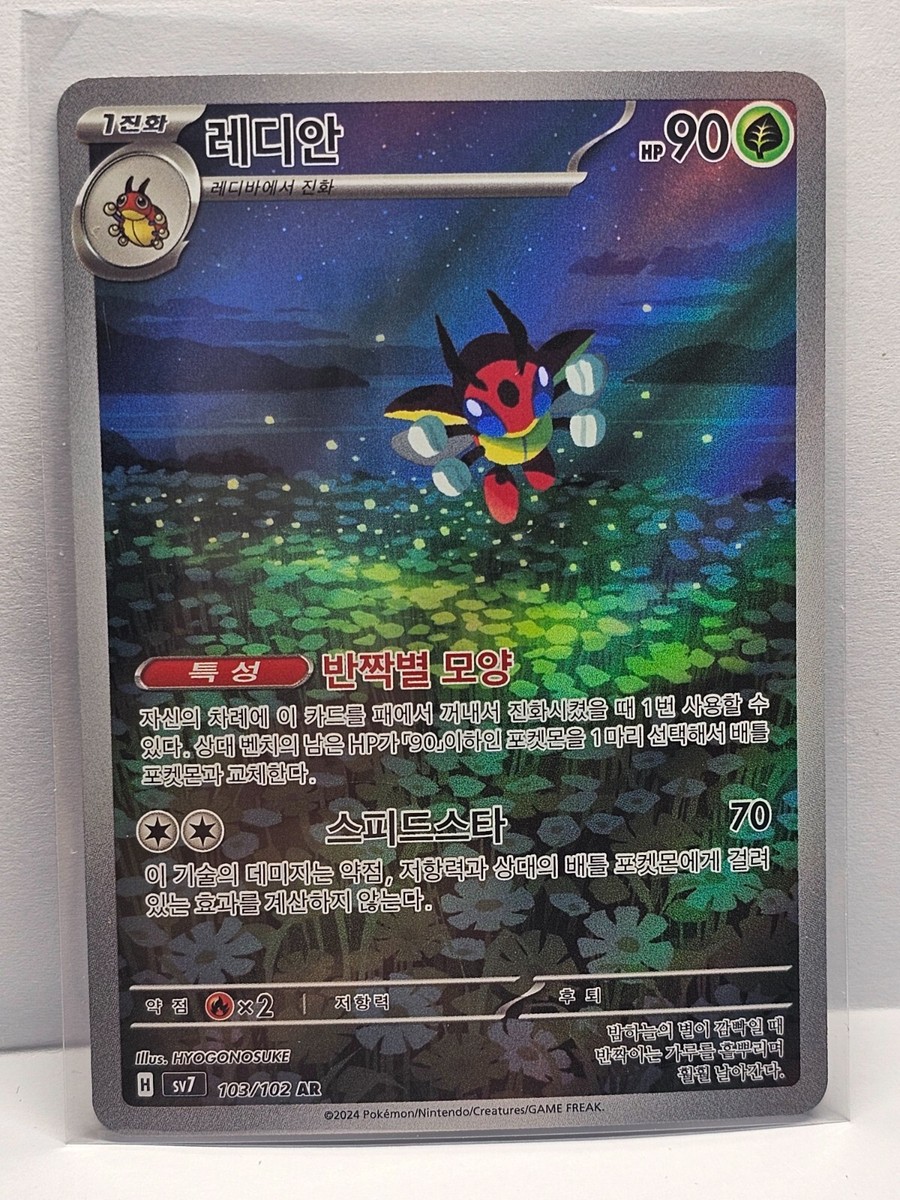 1진화
레디안
HP 90
레디바에서 진화
특성 반짝별 모양
자신의 차례에 이 카드를 패에서 꺼내서 진화시켰을 때 1번 사용할 수
있다. 상대 벤치의 남은 HP가 「90」이하인 포켓몬을 1마리 선택해서 배틀
포켓몬과 교체한다.
스피드스타 70
이 기술의 데미지는 약점, 저항력과 상대의 배틀 포켓몬에게 걸려
있는 효과를 계산하지 않는다.
약점 ×2 저항력 후퇴
밤하늘의 별이 깜빡일 때
반짝이는 가루를 흩뿌리며
훨훨 날아간다.
Illus. HYOGONOSUKE
H sv7 103/102 AR
©2024 Pokémon/Nintendo/Creatures/GAME FREAK.